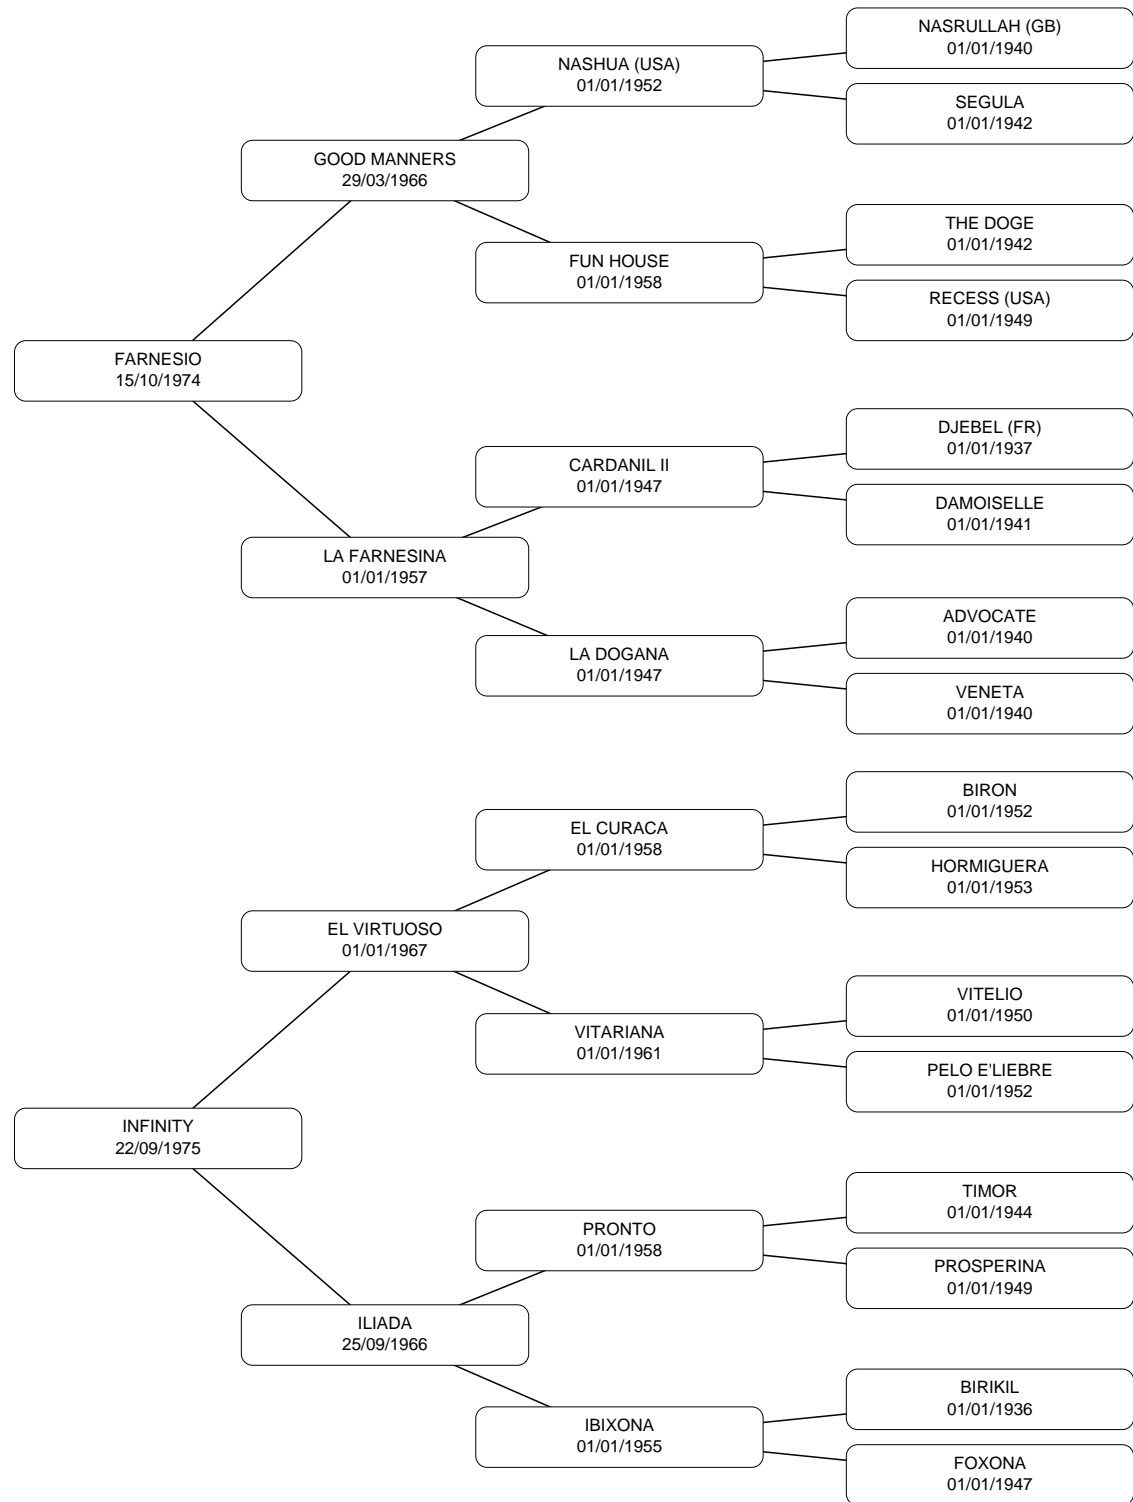 NASRULLAH (GB)
01/01/1940
NASHUA (USA)
01/01/1952
SEGULA
01/01/1942
GOOD MANNERS
29/03/1966
THE DOGE
01/01/1942
FUN HOUSE
01/01/1958
RECESS (USA)
01/01/1949
FARNESIO
15/10/1974
DJEBEL (FR)
01/01/1937
CARDANIL II
01/01/1947
DAMOISELLE
01/01/1941
LA FARNESINA
01/01/1957
ADVOCATE
01/01/1940
LA DOGANA
01/01/1947
VENETA
01/01/1940
BIRON
01/01/1952
EL CURACA
01/01/1958
HORMIGUERA
01/01/1953
EL VIRTUOSO
01/01/1967
VITELIO
01/01/1950
VITARIANA
01/01/1961
PELO E'LIEBRE
01/01/1952
INFINITY
22/09/1975
TIMOR
01/01/1944
PRONTO
01/01/1958
PROSPERINA
01/01/1949
ILIADA
25/09/1966
BIRIKIL
01/01/1936
IBIXONA
01/01/1955
FOXONA
01/01/1947